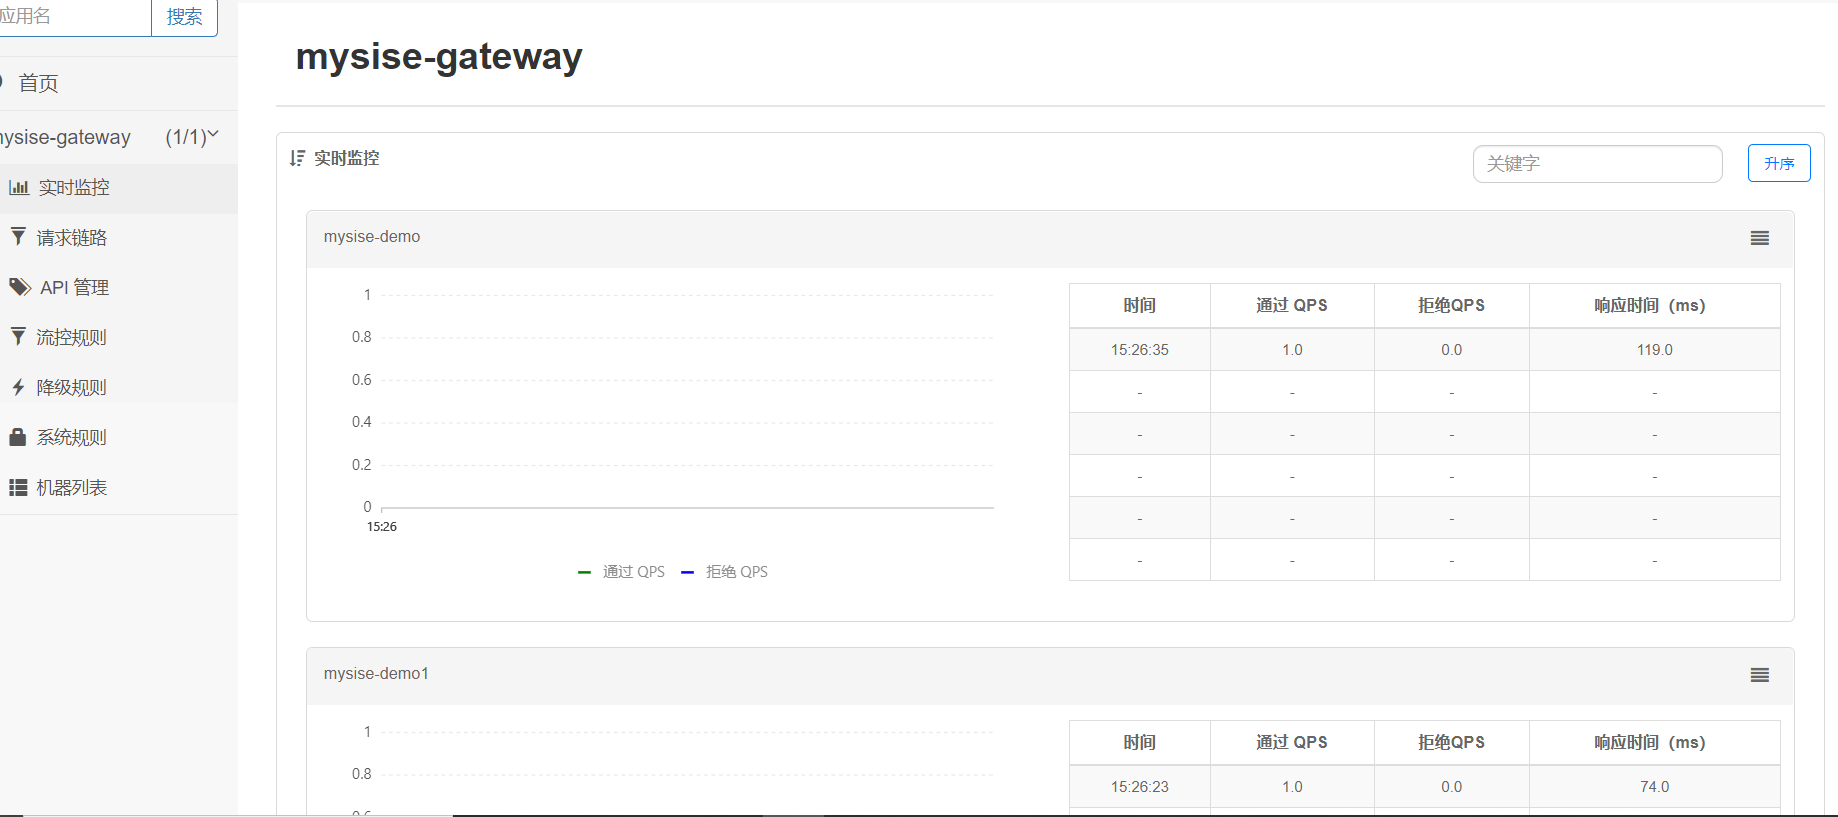 应用名
搜索
首页
mysise-gateway (1/1)
实时监控
请求链路
API 管理
流控规则
降级规则
系统规则
机器列表
mysise-gateway
实时监控
关键字
升序
mysise-demo
1
0.8
0.6
0.4
0.2
0
15:26
通过 QPS 拒绝 QPS
时间 通过 QPS 拒绝QPS 响应时间（ms）
15:26:35 1.0 0.0 119.0
- - - -
- - - -
- - - -
- - - -
- - - -
mysise-demo1
1
0.8
0.6
时间 通过 QPS 拒绝QPS 响应时间（ms）
15:26:23 1.0 0.0 74.0